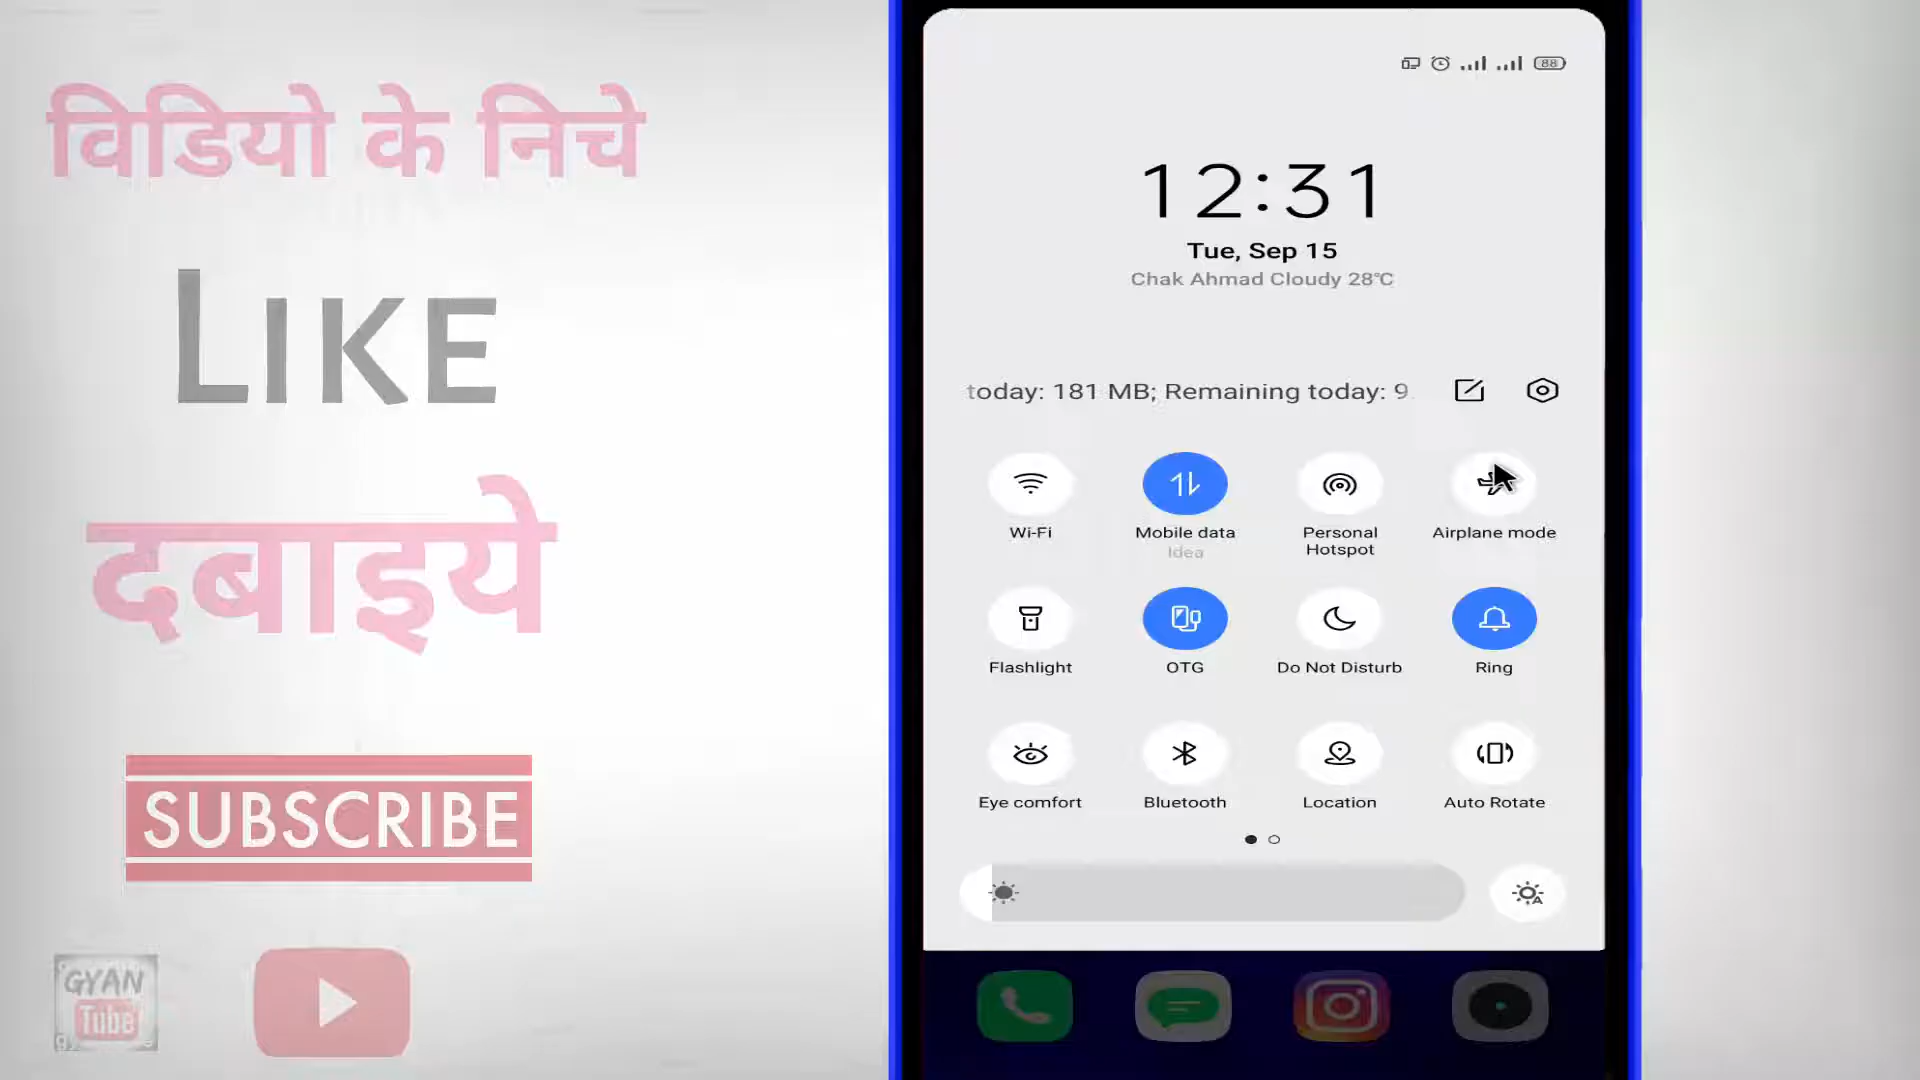 विडियो के निचे
LIKE
दबाइये
SUBSCRIBE
GYAN
Tube
88
12:31
Tue, Sep 15
Chak Ahmad Cloudy 28°C
today: 181 MB; Remaining today: 9
Wi-Fi
Mobile data
Idea
Personal
Hotspot
Airplane mode
Flashlight
OTG
Do Not Disturb
Ring
Eye comfort
Bluetooth
Location
Auto Rotate